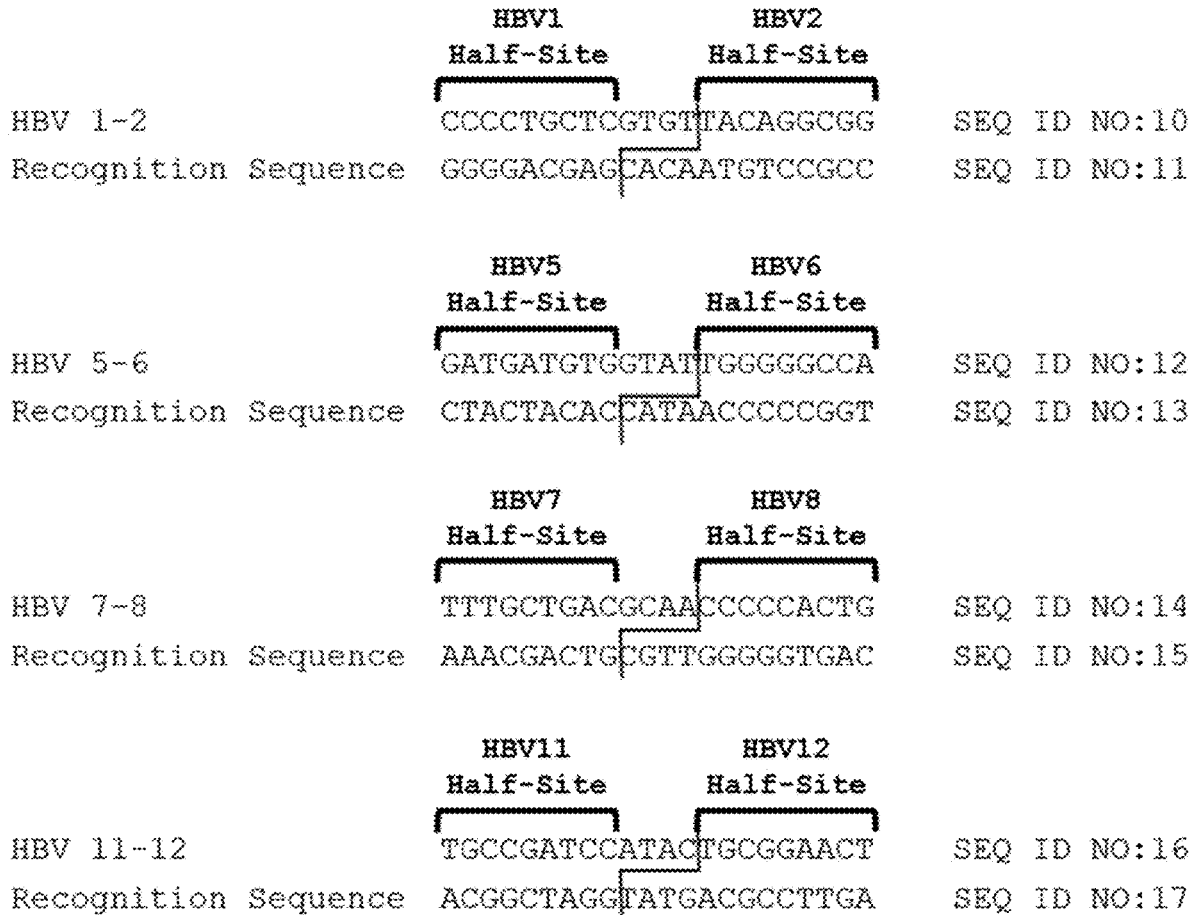 HBV1 HBV2
Half-Site Half-Site
HBV 1-2 CCCCTGCTCGTGTTACAGGCGG SEQ ID NO:10
Recognition Sequence GGGGACGAGCACAATGTCCGCC SEQ ID NO:11
HBV5 HBV6
Half-Site Half-Site
HBV 5-6 GATGATGTGGTATTGGGGGCCA SEQ ID NO:12
Recognition Sequence CTACTACACCATAACCCCCGGT SEQ ID NO:13
HBV7 HBV8
Half-Site Half-Site
HBV 7-8 TTTGCTGACGCAACCCCCACTG SEQ ID NO:14
Recognition Sequence AAACGACTGCGTTGGGGGTGAC SEQ ID NO:15
HBV11 HBV12
Half-Site Half-Site
HBV 11-12 TGCCGATCCATACTGCGGAACT SEQ ID NO:16
Recognition Sequence ACGGCTAGGTATGACGCCTTGA SEQ ID NO:17